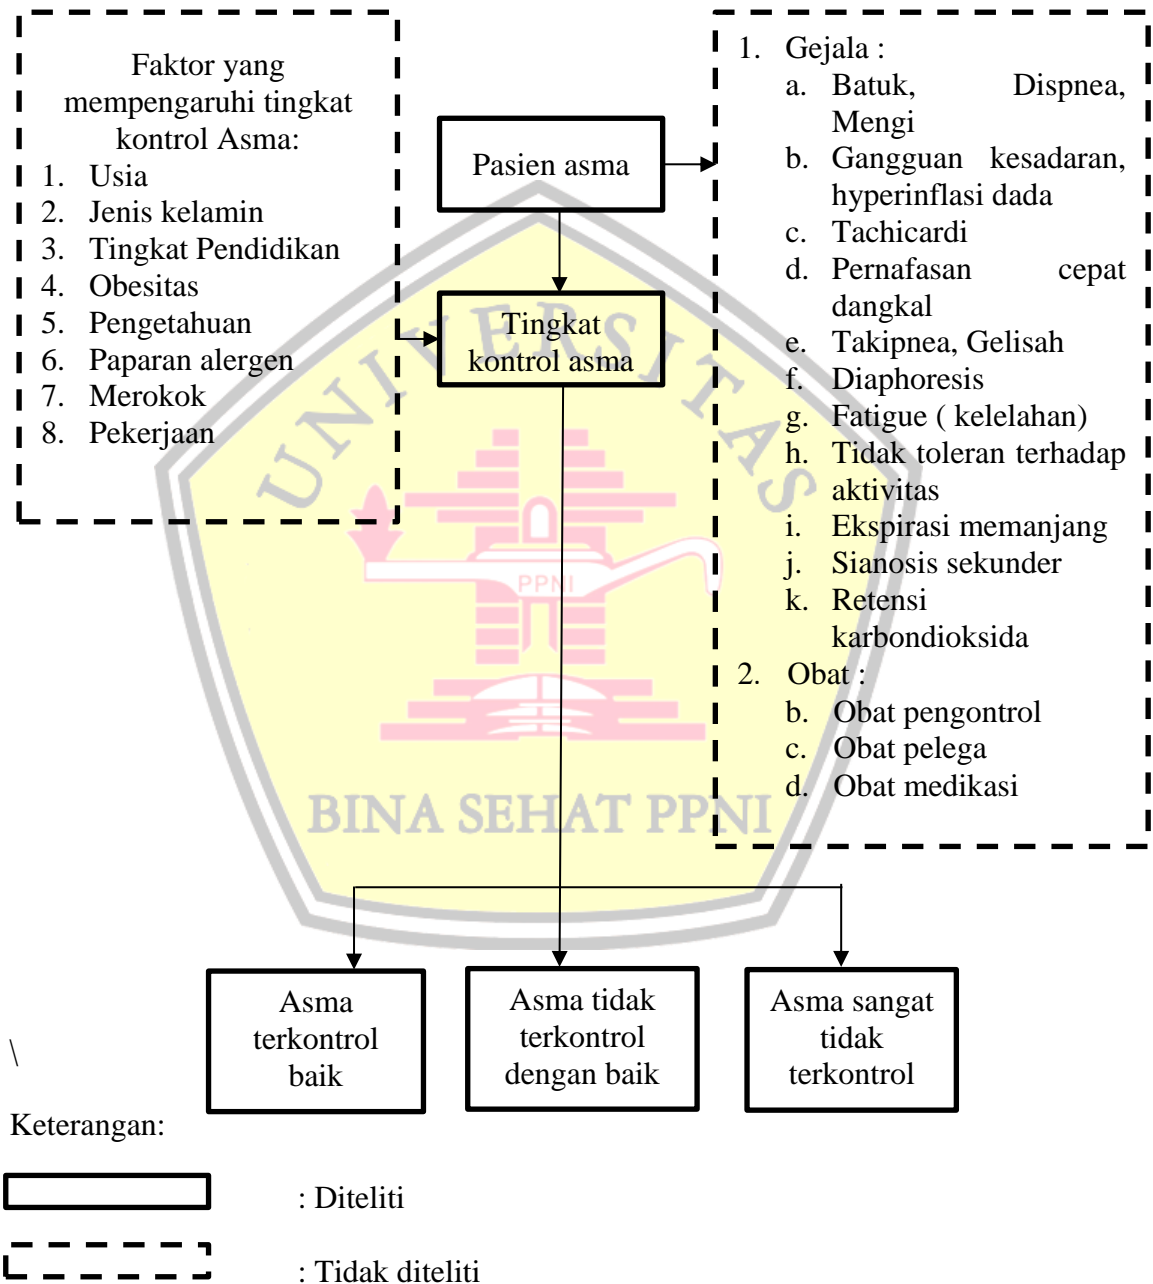 Faktor yang
mempengaruhi tingkat
kontrol Asma:
1. Usia
2. Jenis kelamin
3. Tingkat Pendidikan
4. Obesitas
5. Pengetahuan
6. Paparan alergen
7. Merokok
8. Pekerjaan
Pasien asma
Tingkat
kontrol asma
1. Gejala :
a. Batuk, Dispnea,
Mengi
b. Gangguan kesadaran,
hyperinflasi dada
c. Tachicardi
d. Pernafasan cepat
dangkal
e. Takipnea, Gelisah
f. Diaphoresis
g. Fatigue ( kelelahan)
h. Tidak toleran terhadap
aktivitas
i. Ekspirasi memanjang
j. Sianosis sekunder
k. Retensi
karbondioksida
2. Obat :
b. Obat pengontrol
c. Obat pelega
d. Obat medikasi
UNIVERSITAS
PPNI
BINA SEHAT PPNI
Asma
terkontrol
baik
Asma tidak
terkontrol
dengan baik
Asma sangat
tidak
terkontrol
\
Keterangan:
: Diteliti
: Tidak diteliti